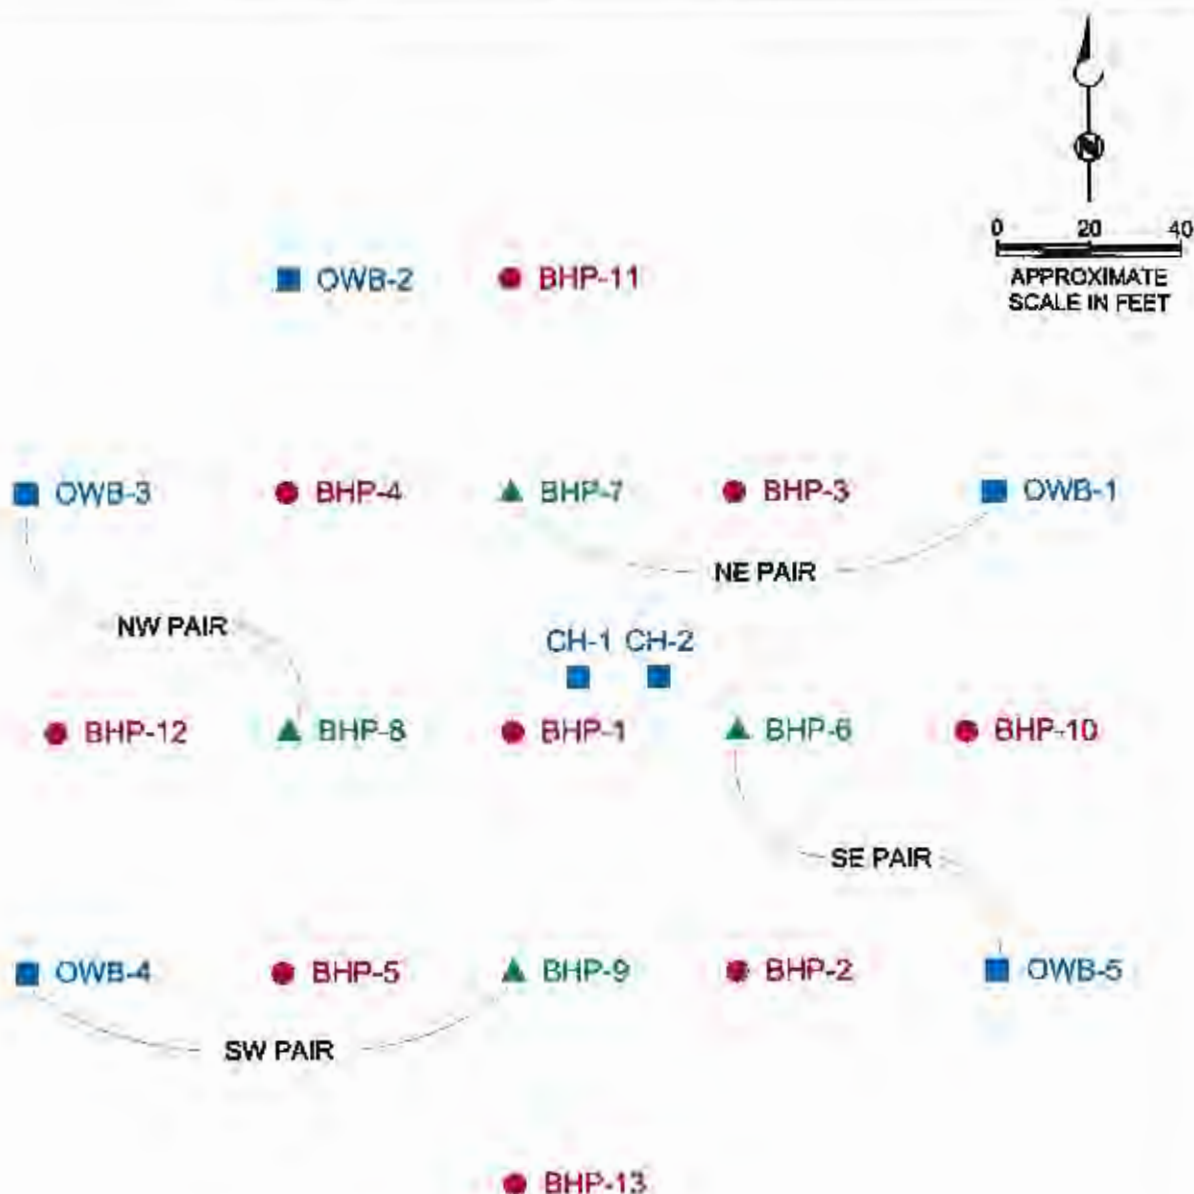 N
0 20 40
APPROXIMATE
SCALE IN FEET
OWB-2 BHP-11
OWB-3 BHP-4 BHP-7 BHP-3 OWB-1
NE PAIR
NW PAIR
CH-1 CH-2
BHP-12 BHP-8 BHP-1 BHP-6 BHP-10
SE PAIR
OWB-4 BHP-5 BHP-9 BHP-2 OWB-5
SW PAIR
BHP-13